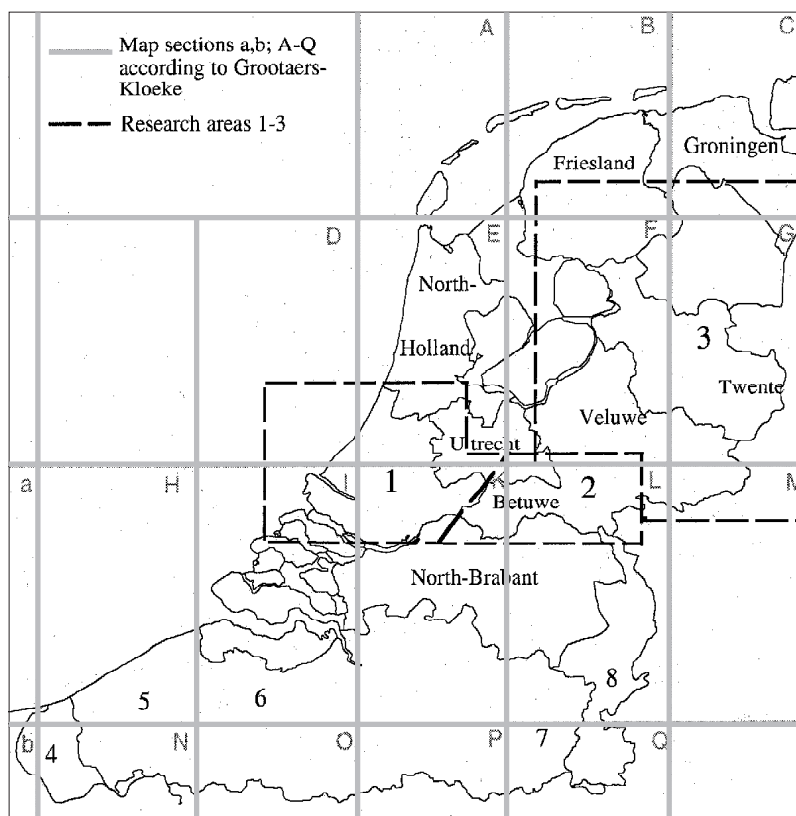 A B C
Map sections a,b; A-Q
according to Grootaers-
Kloeke
Research areas 1-3
Groningen
Friesland
D E F G
North-
Holland
3
Twente
Veluwe
Utrecht
a H I 1 K 2 L M
Betuwe
North-Brabant
8
5 6
b 4 N O P 7 Q